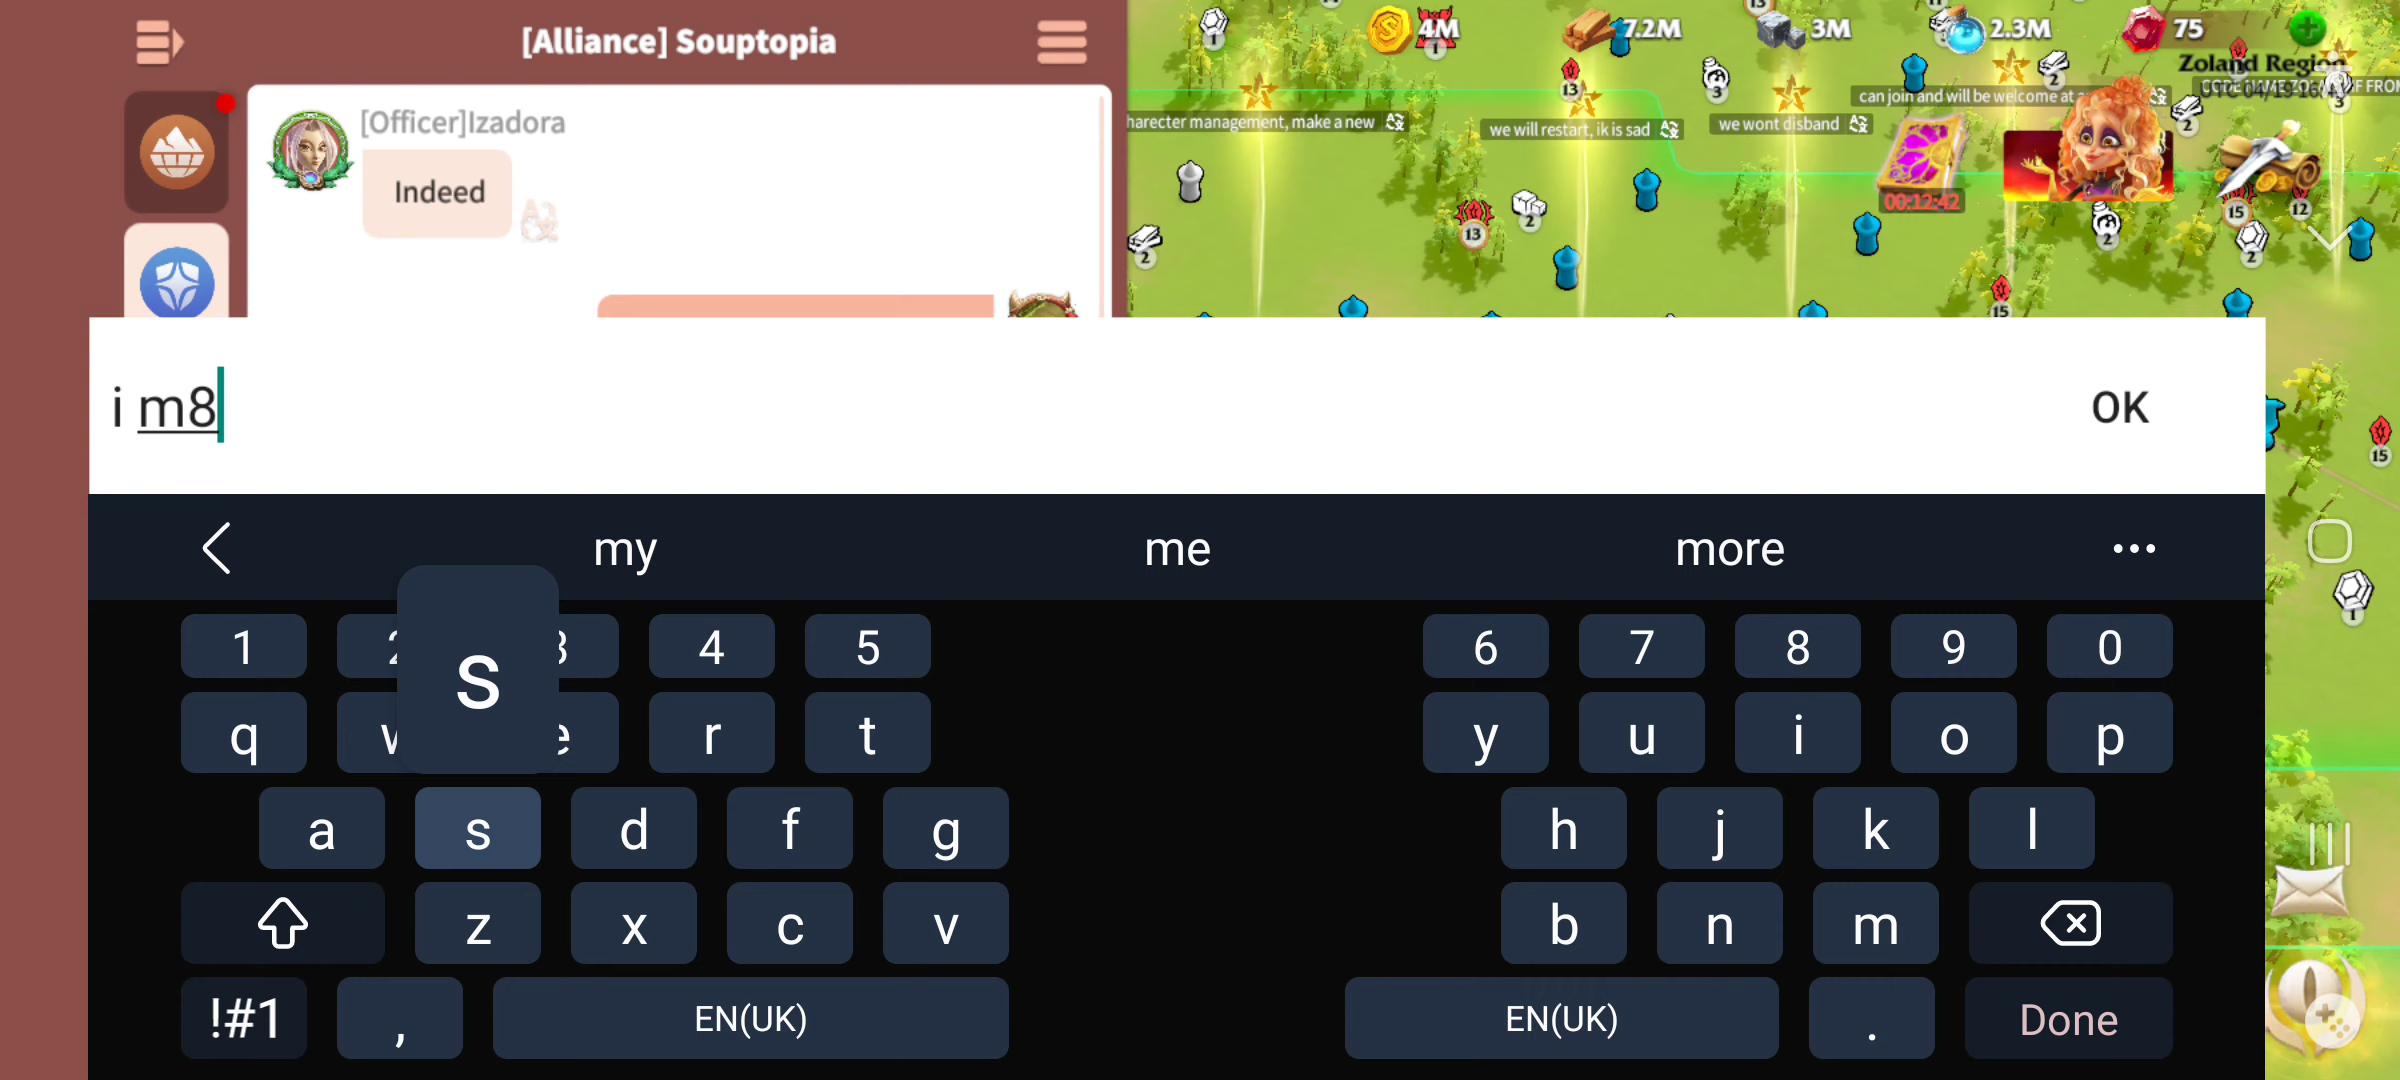 [Alliance] Souptopia
[Officer]Izadora
Indeed
4M
7.2M
3M
2.3M
75
Zoland Region
harecter management, make a new
we will restart, ik is sad
we wont disband
can join and will be welcome at
00:12:42
i m8
OK
my
me
more
1
4
5
6
7
8
9
0
q
r
t
y
u
i
o
p
a
s
s
d
f
g
h
j
k
l
z
x
c
v
b
n
m
!#1
,
EN(UK)
EN(UK)
.
Done